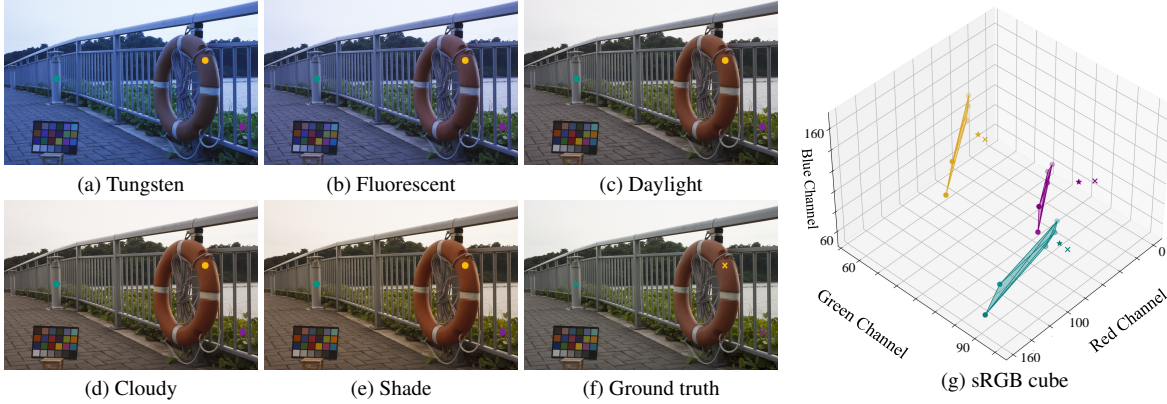 (a) Tungsten
(b) Fluorescent
(c) Daylight
(d) Cloudy
(e) Shade
(f) Ground truth
160
Blue Channel
60
60
Green Channel
90
160
100
Red Channel
0
(g) sRGB cube